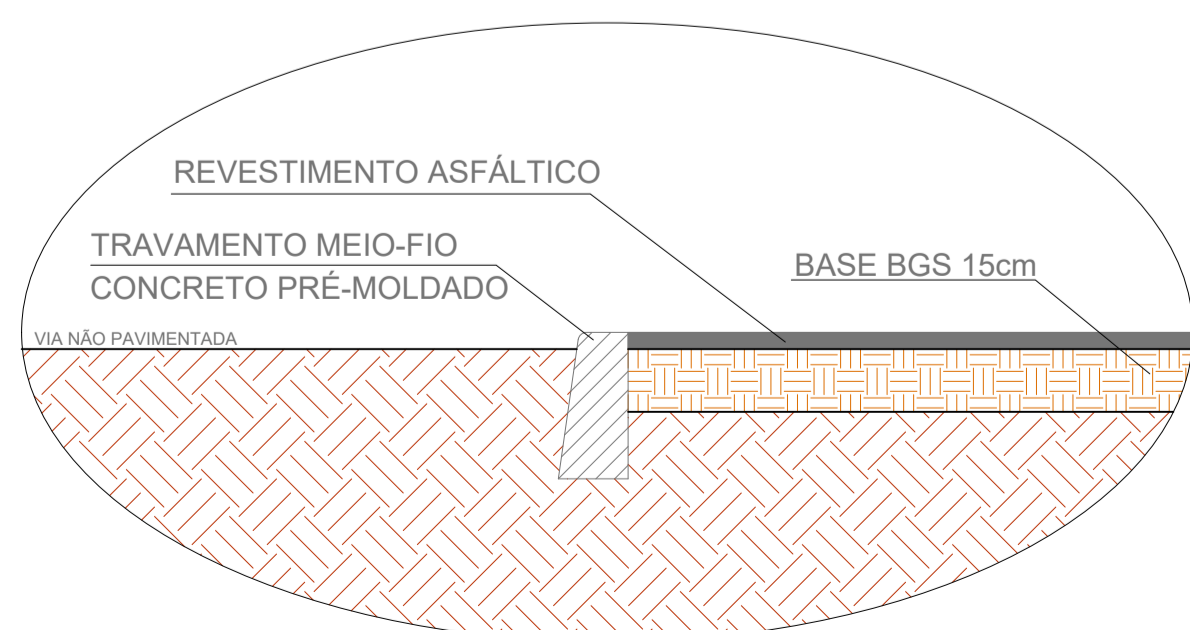 REVESTIMENTO ASFÁLTICO
TRAVAMENTO MEIO-FIO
CONCRETO PRÉ-MOLDADO
BASE BGS 15cm
VIA NÃO PAVIMENTADA